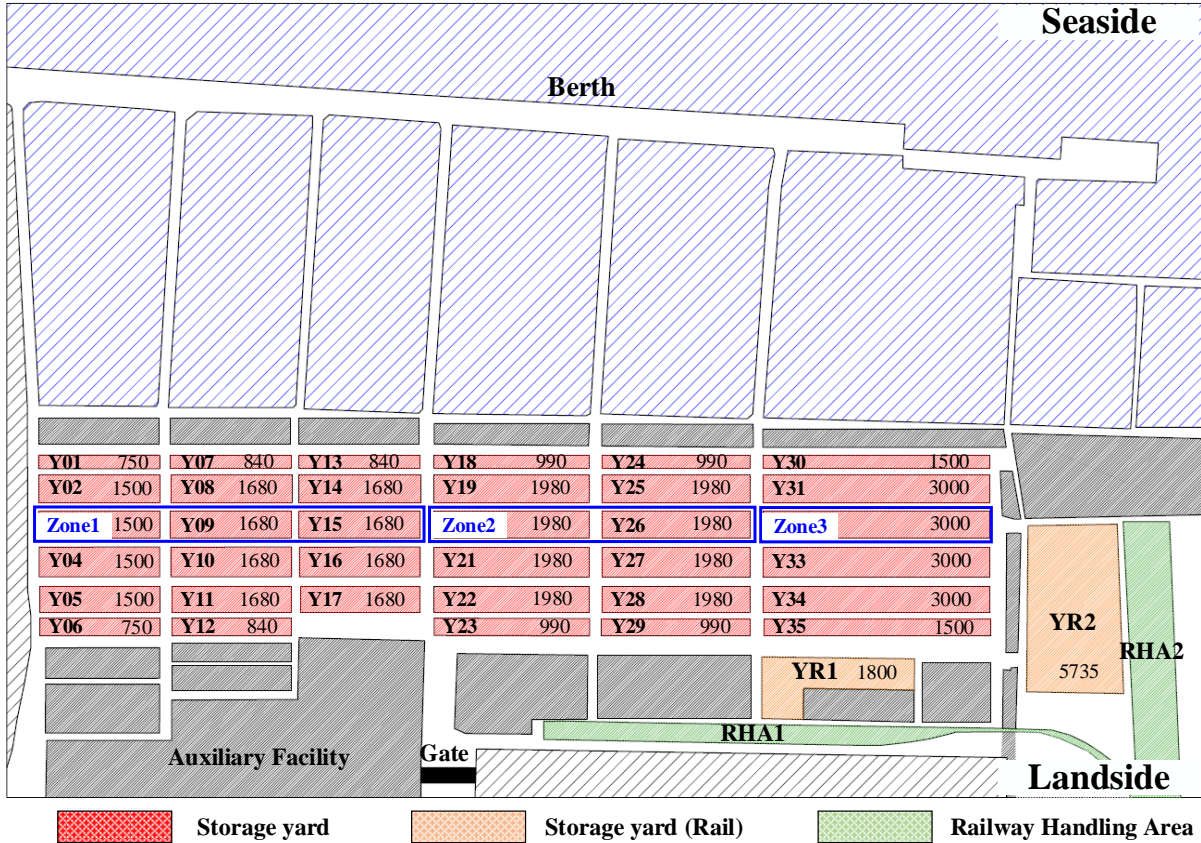 Seaside
Berth
Y01 750 Y07 840 Y13 840 Y18 990 Y24 990 Y30 1500
Y02 1500 Y08 1680 Y14 1680 Y19 1980 Y25 1980 Y31 3000
Zone1 1500 Y09 1680 Y15 1680 Zone2 1980 Y26 1980 Zone3 3000
Y04 1500 Y10 1680 Y16 1680 Y21 1980 Y27 1980 Y33 3000
Y05 1500 Y11 1680 Y17 1680 Y22 1980 Y28 1980 Y34 3000
Y06 750 Y12 840 Y23 990 Y29 990 Y35 1500
YR2
5735
RHA2
YR1 1800
RHA1
Auxiliary Facility
Gate
Landside
Storage yard
Storage yard (Rail)
Railway Handling Area